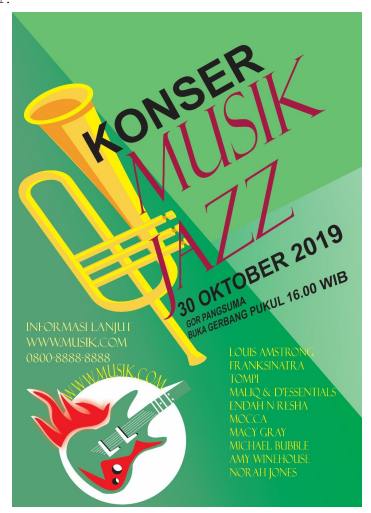 KONSER
MUSIK
JAZZ
30 OKTOBER 2019
GOR PANGSUMA
BUKA GERBANG PUKUL 16.00 WIB
INFORMASI LANJUT
WWW.MUSIK.COM
0800-8888-8888
WWW.MUSIK.COM
LOUIS AMSTRONG
FRANKSINATRA
TOMPI
MALIQ & D'ESSENTIALS
ENDAH N RESHA
MOCCA
MACY GRAY
MICHAEL BUBBLE
AMY WINEHOUSE
NORAH JONES